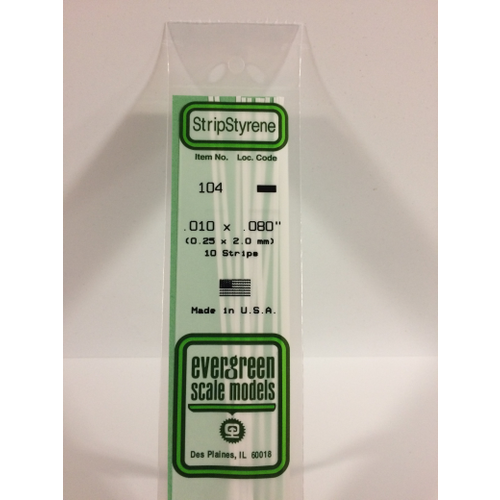 StripStyrene
Item No. Loc. Code
104
.010 x .080"
(0.25 x 2.0 mm)
10 Strips
Made in U.S.A.
evergreen
scale models
Des Plaines, IL 60018